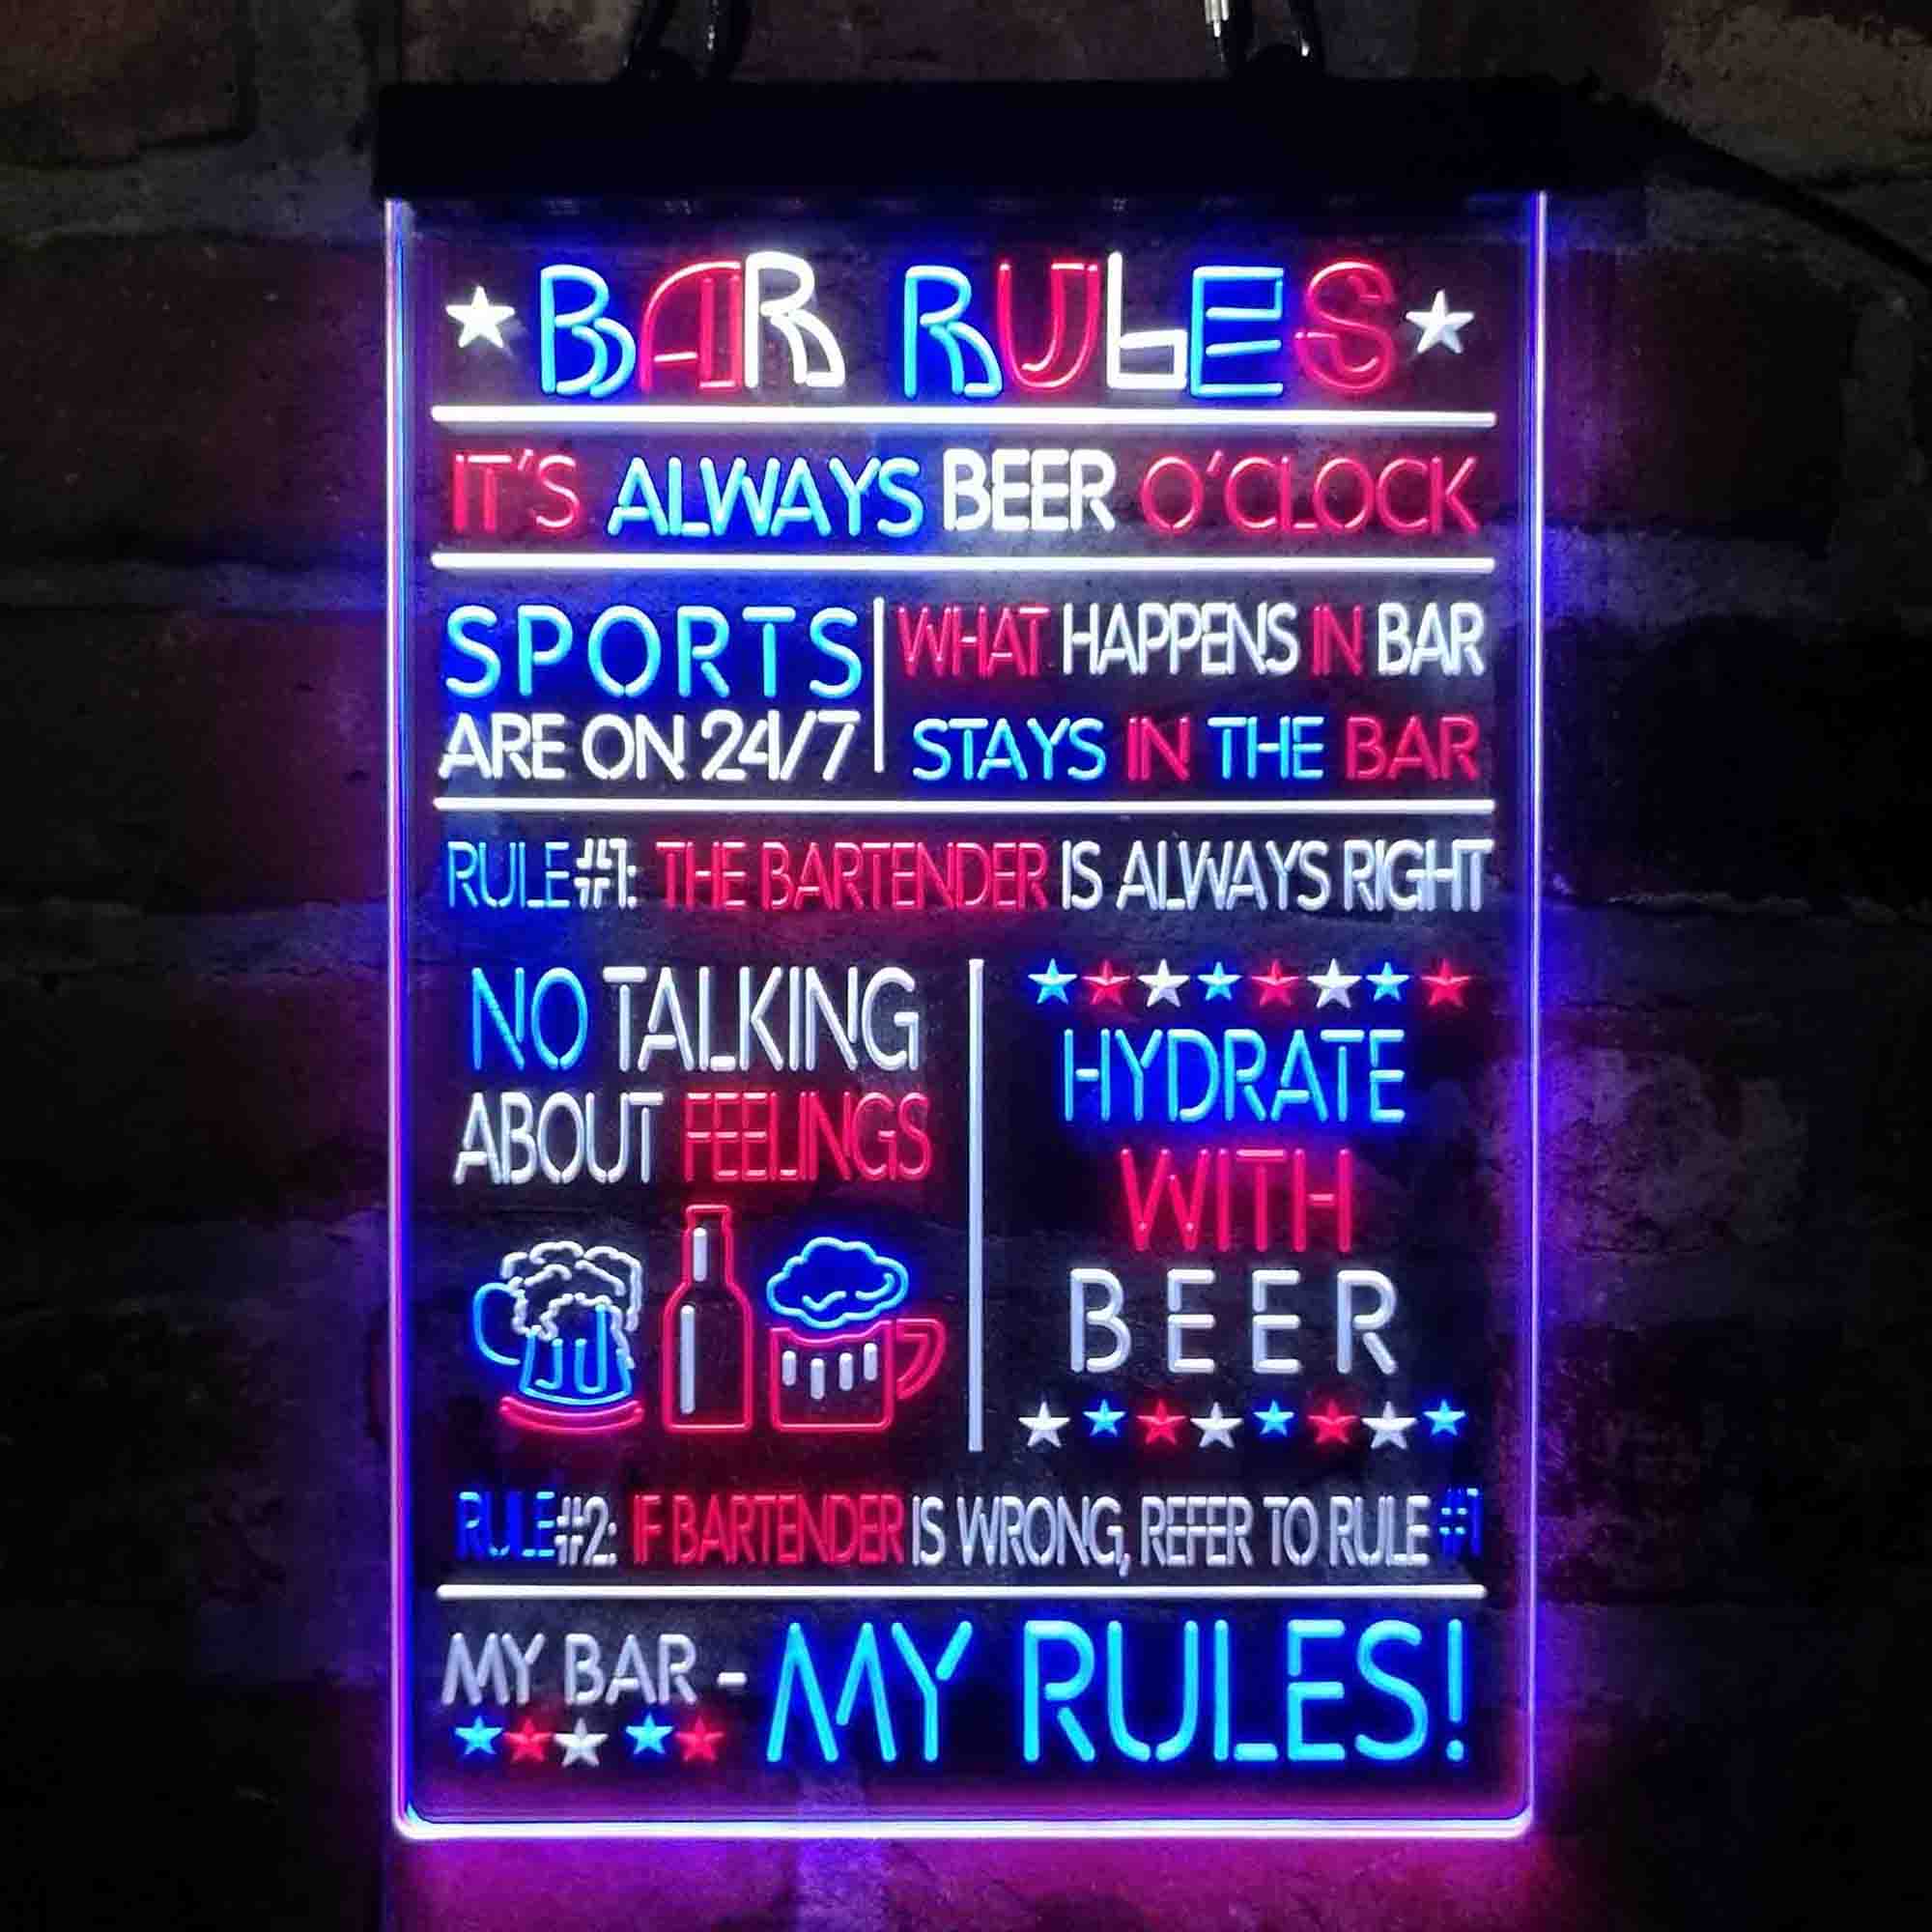 BAR RULES
IT'S ALWAYS BEER O'CLOCK
SPORTS
ARE ON 24/7
WHAT HAPPENS IN BAR
STAYS IN THE BAR
RULE#1: THE BARTENDER IS ALWAYS RIGHT
NO TALKING
ABOUT FEELINGS
HYDRATE
WITH
BEER
RULE#2: IF BARTENDER IS WRONG, REFER TO RULE #1
MY BAR - MY RULES!